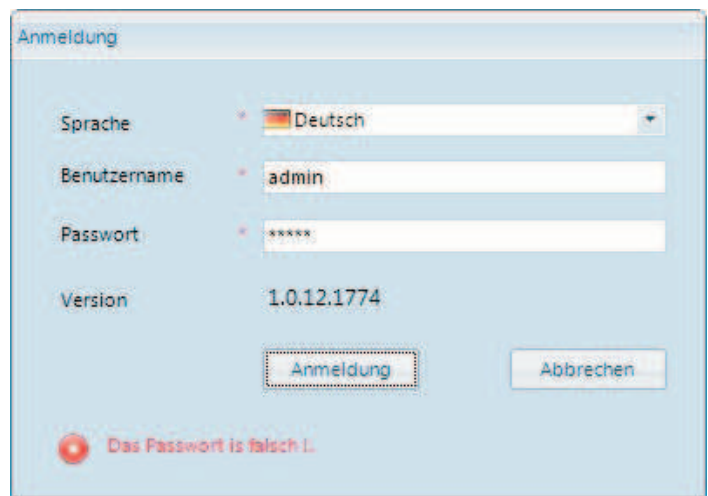 Anmeldung
Sprache * Deutsch
Benutzername * admin
Passwort * *****
Version 1.0.12.1774
Anmeldung Abbrechen
Das Passwort is falsch !.